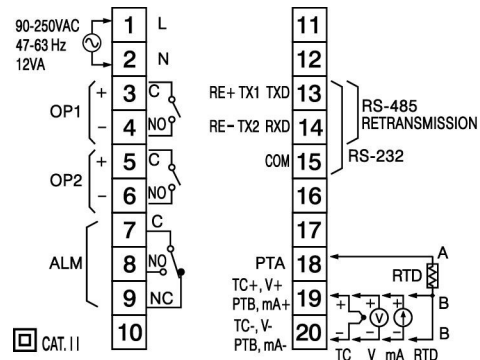 90-250VAC
47-63 Hz
12VA
1 L
2 N
OP1 + 3 C
- 4 NO
OP2 + 5 C
- 6 NO
7 C
ALM 8 NO
9 NC
10
CAT. II
11
12
RE+ TX1 TXD 13
RE- TX2 RXD 14
RS-485
RETRANSMISSION
COM 15 RS-232
16
17
PTA 18 A
RTD
TC+, V+
PTB, mA+ 19 + + + B
V
TC-, V-
PTB, mA- 20 - - - B
TC V mA RTD